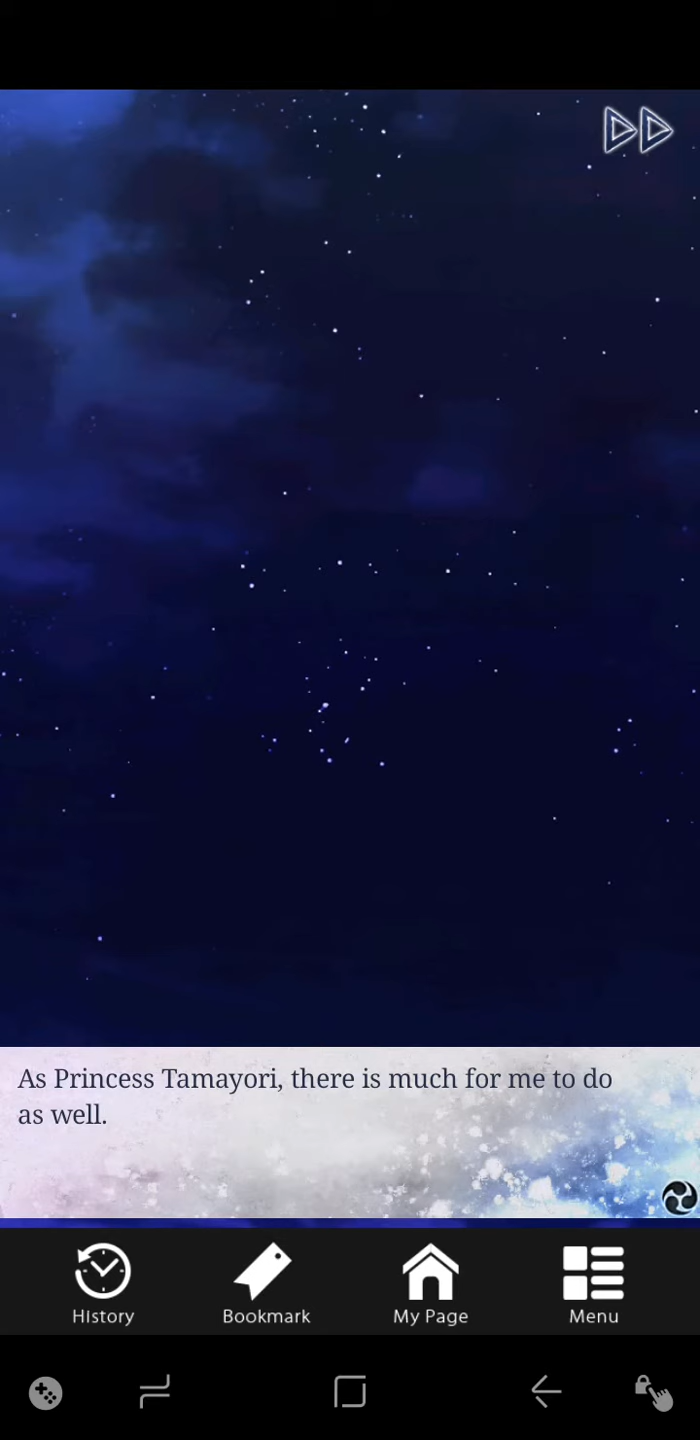 As Princess Tamayori, there is much for me to do
as well.
History
Bookmark
My Page
Menu